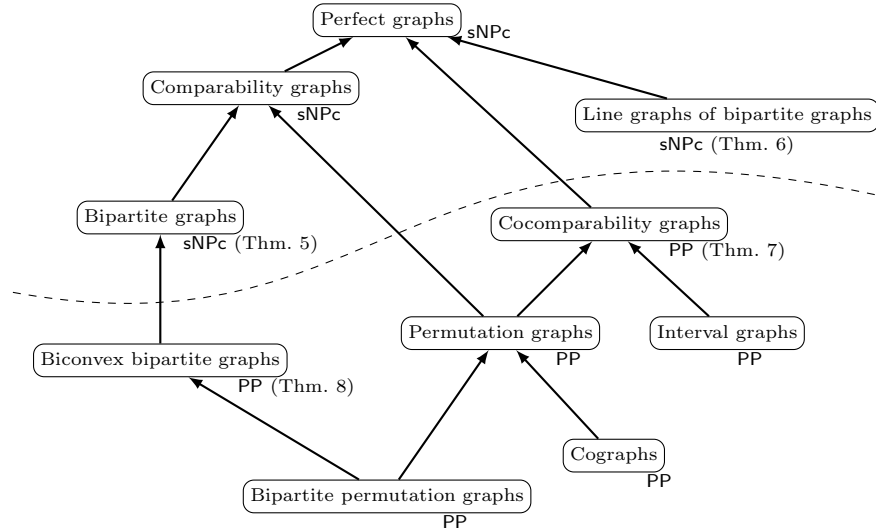 Perfect graphs
sNPc
Comparability graphs
sNPc
Line graphs of bipartite graphs
sNPc (Thm. 6)
Bipartite graphs
sNPc (Thm. 5)
Cocomparability graphs
PP (Thm. 7)
Permutation graphs
PP
Interval graphs
PP
Biconvex bipartite graphs
PP (Thm. 8)
Cographs
PP
Bipartite permutation graphs
PP